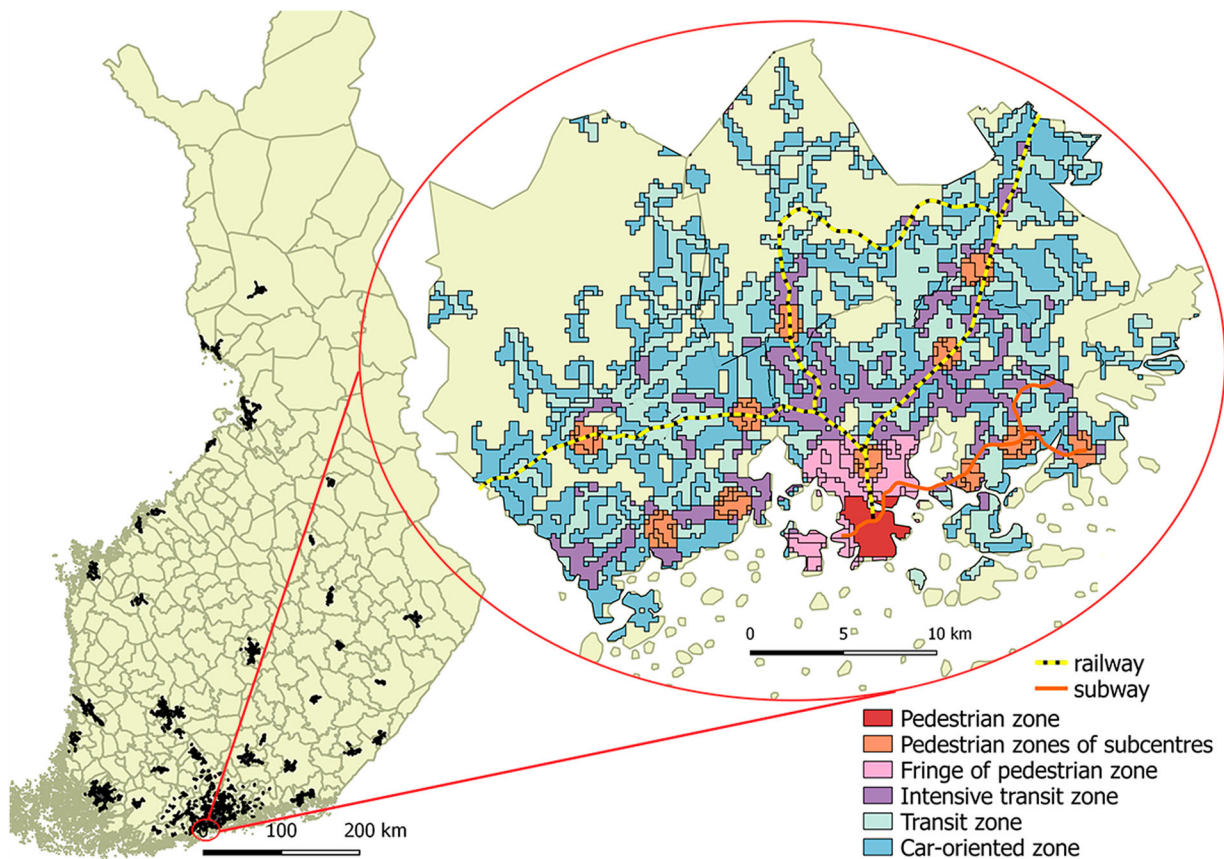 0 5 10 km
railway
subway
Pedestrian zone
Pedestrian zones of subcentres
Fringe of pedestrian zone
Intensive transit zone
Transit zone
Car-oriented zone
0 100 200 km